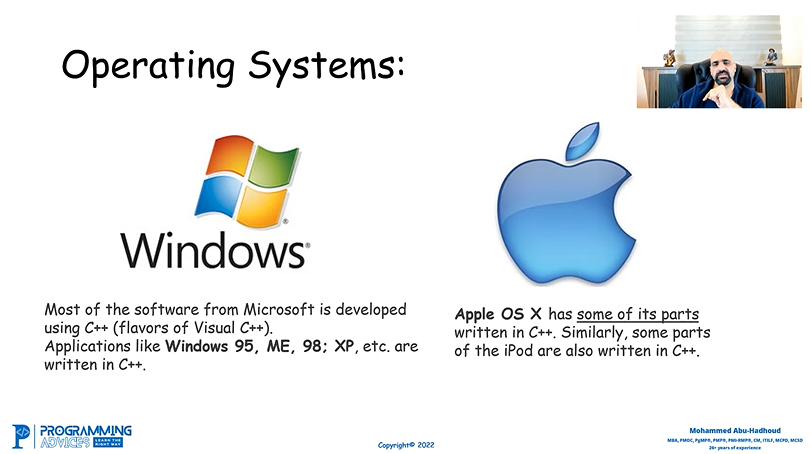 Operating Systems:
Windows®
Most of the software from Microsoft is developed
using C++ (flavors of Visual C++).
Applications like Windows 95, ME, 98; XP, etc. are
written in C++.
Apple OS X has some of its parts
written in C++. Similarly, some parts
of the iPod are also written in C++.
PROGRAMMING
ADVICES LEARN THE RIGHT WAY
Copyright© 2022
Mohammed Abu-Hadhoud
MBA, PMOC, PgMP®, PMP®, PMI-RMP®, CM, ITILF, MCPD, MCSD
26+ years of experience